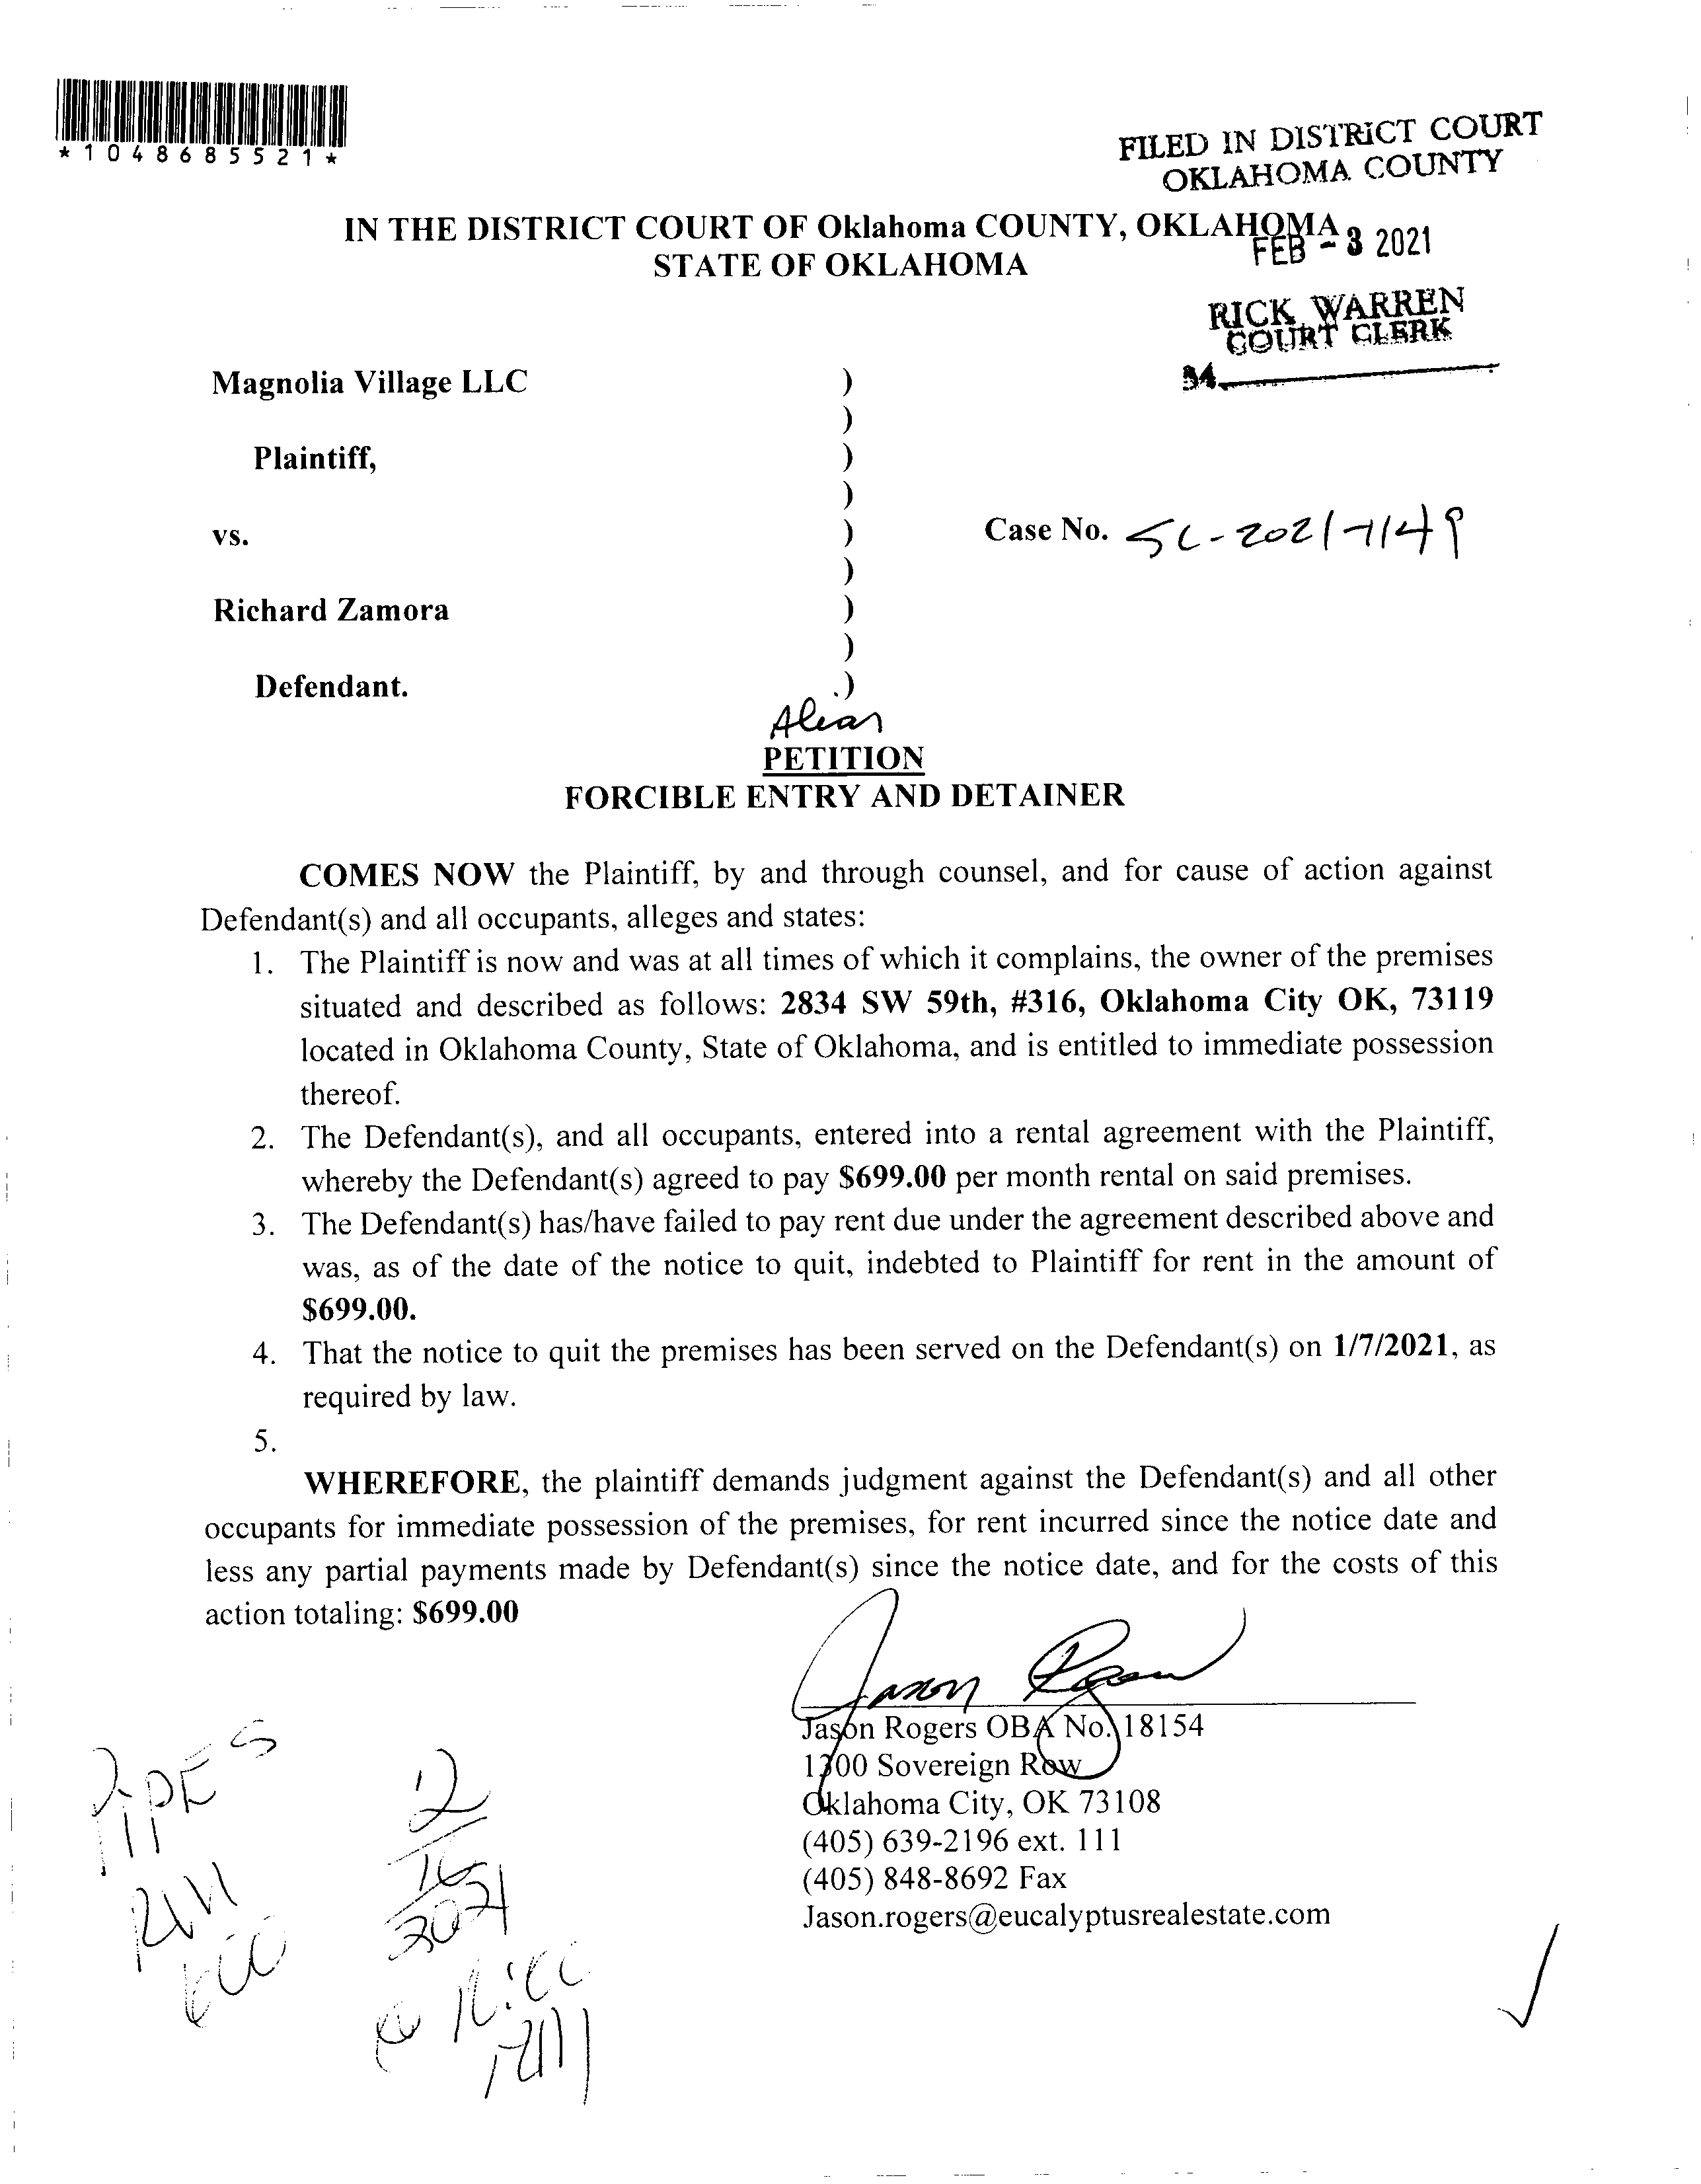 *1048685521*
FILED IN DISTRICT COURT
OKLAHOMA COUNTY
IN THE DISTRICT COURT OF Oklahoma COUNTY, OKLAHOMA
FEB - 3 2021
STATE OF OKLAHOMA
RICK WARREN
COURT CLERK
Magnolia Village LLC )
)
Plaintiff, )
)
vs. )
Case No. SC-2021-1149
)
Richard Zamora )
)
Defendant. .)
Alias
PETITION
FORCIBLE ENTRY AND DETAINER
COMES NOW the Plaintiff, by and through counsel, and for cause of action against
Defendant(s) and all occupants, alleges and states:
1. The Plaintiff is now and was at all times of which it complains, the owner of the premises
situated and described as follows: 2834 SW 59th, #316, Oklahoma City OK, 73119
located in Oklahoma County, State of Oklahoma, and is entitled to immediate possession
thereof.
2. The Defendant(s), and all occupants, entered into a rental agreement with the Plaintiff,
whereby the Defendant(s) agreed to pay $699.00 per month rental on said premises.
3. The Defendant(s) has/have failed to pay rent due under the agreement described above and
was, as of the date of the notice to quit, indebted to Plaintiff for rent in the amount of
$699.00.
4. That the notice to quit the premises has been served on the Defendant(s) on 1/7/2021, as
required by law.
5.
WHEREFORE, the plaintiff demands judgment against the Defendant(s) and all other
occupants for immediate possession of the premises, for rent incurred since the notice date and
less any partial payments made by Defendant(s) since the notice date, and for the costs of this
action totaling: $699.00
Jason Rogers
Jason Rogers OBA No. 18154
1300 Sovereign Row
Oklahoma City, OK 73108
(405) 639-2196 ext. 111
(405) 848-8692 Fax
Jason.rogers@eucalyptusrealestate.com
2
16
2021